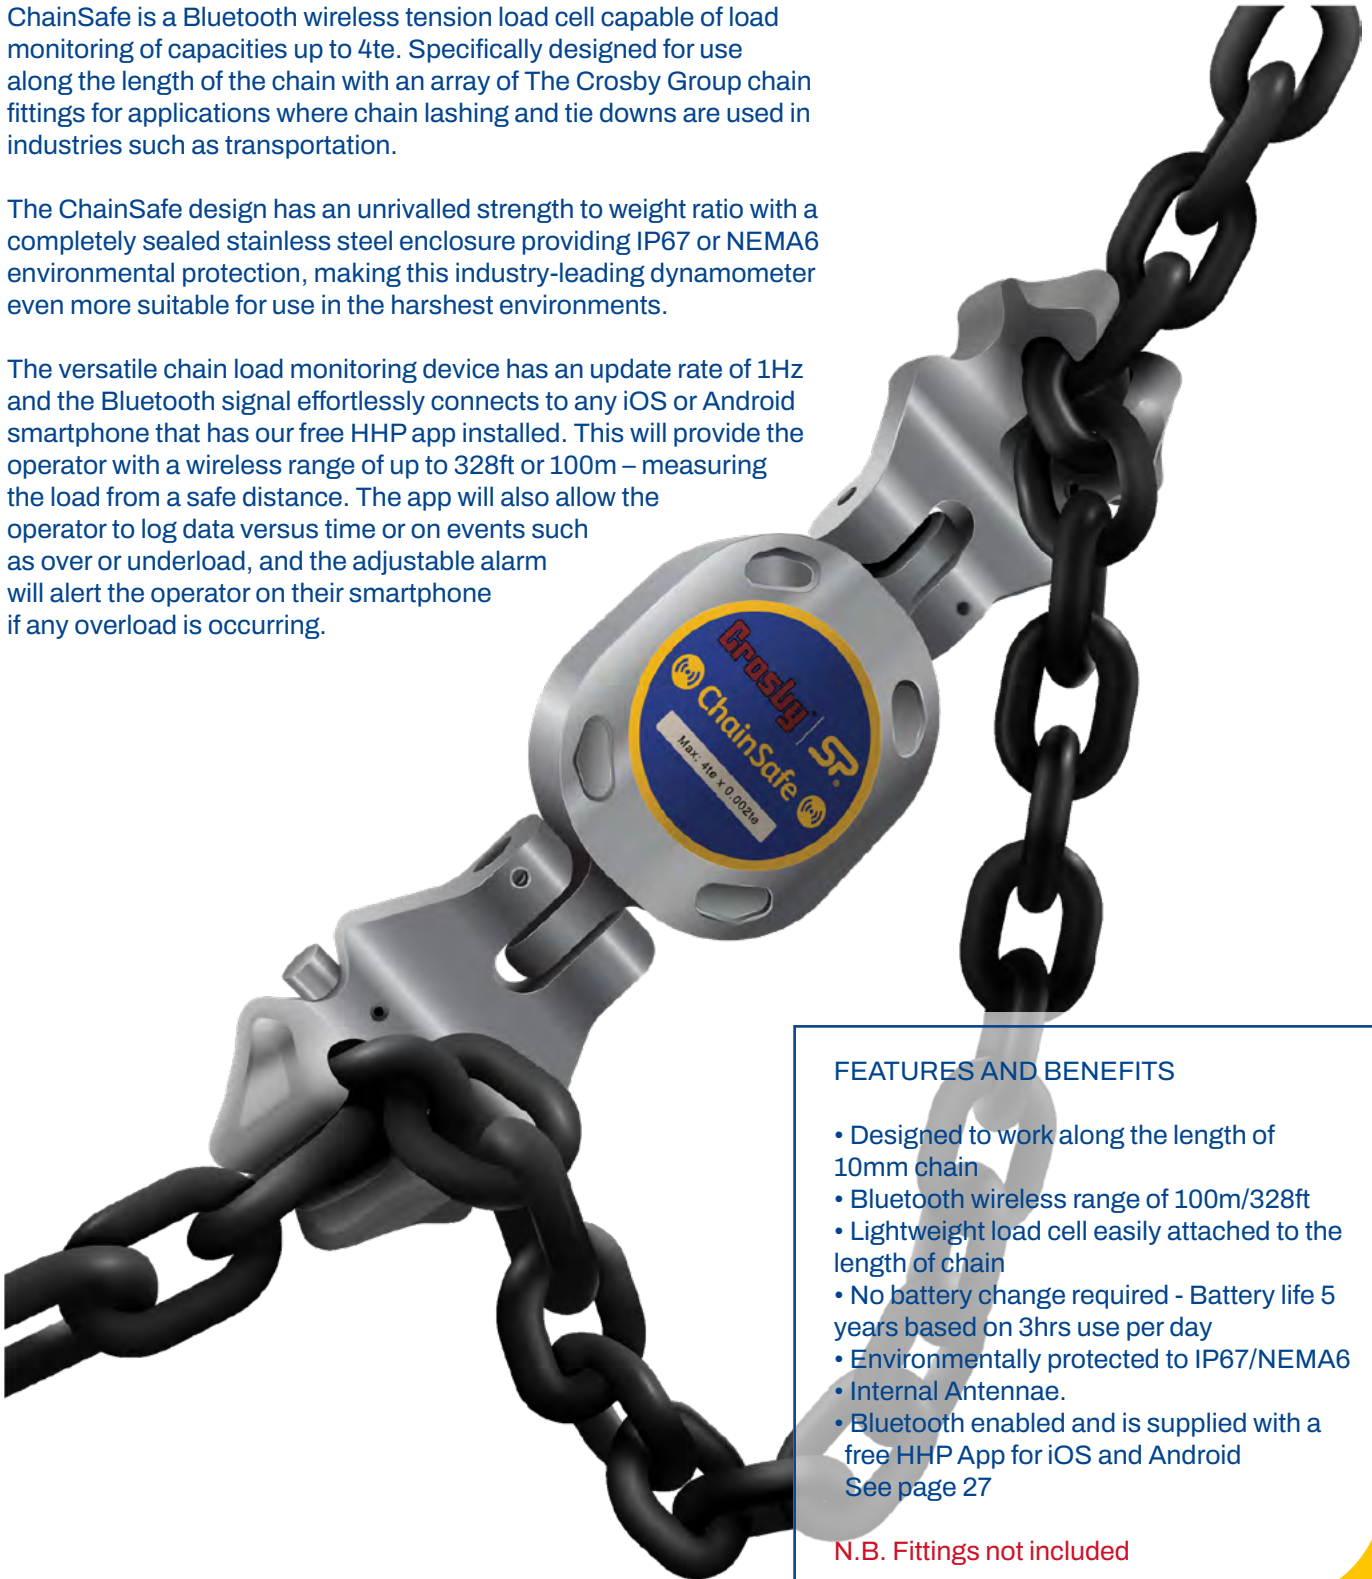 ChainSafe is a Bluetooth wireless tension load cell capable of load
monitoring of capacities up to 4te. Specifically designed for use
along the length of the chain with an array of The Crosby Group chain
fittings for applications where chain lashing and tie downs are used in
industries such as transportation.
The ChainSafe design has an unrivalled strength to weight ratio with a
completely sealed stainless steel enclosure providing IP67 or NEMA6
environmental protection, making this industry-leading dynamometer
even more suitable for use in the harshest environments.
The versatile chain load monitoring device has an update rate of 1Hz
and the Bluetooth signal effortlessly connects to any iOS or Android
smartphone that has our free HHP app installed. This will provide the
operator with a wireless range of up to 328ft or 100m – measuring
the load from a safe distance. The app will also allow the
operator to log data versus time or on events such
as over or underload, and the adjustable alarm
will alert the operator on their smartphone
if any overload is occurring.
Crosby | SP®
ChainSafe
Max: 4te x 0.002te
FEATURES AND BENEFITS
• Designed to work along the length of
10mm chain
• Bluetooth wireless range of 100m/328ft
• Lightweight load cell easily attached to the
length of chain
• No battery change required - Battery life 5
years based on 3hrs use per day
• Environmentally protected to IP67/NEMA6
• Internal Antennae.
• Bluetooth enabled and is supplied with a
free HHP App for iOS and Android
See page 27
N.B. Fittings not included